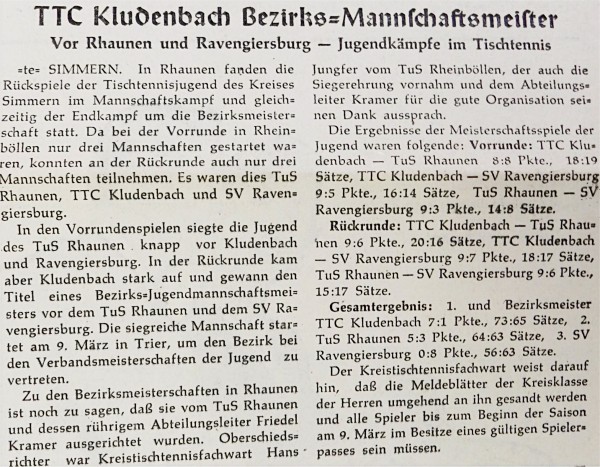 TTC Kludenbach Bezirks=Mannschaftsmeister
Vor Rhaunen und Ravengiersburg — Jugendkämpfe im Tischtennis
=te= SIMMERN. In Rhaunen fanden die
Rückspiele der Tischtennisjugend des Kreises
Simmern im Mannschaftskampf und gleich=
zeitig der Endkampf um die Bezirksmeister=
schaft statt. Da bei der Vorrunde in Rhein=
böllen nur drei Mannschaften gestartet wa=
ren, konnten an der Rückrunde auch nur drei
Mannschaften teilnehmen. Es waren dies TuS
Rhaunen, TTC Kludenbach und SV Raven=
giersburg.
In den Vorrundenspielen siegte die Jugend
des TuS Rhaunen knapp vor Kludenbach
und Ravengiersburg. In der Rückrunde kam
aber Kludenbach stark auf und gewann den
Titel eines Bezirks=Jugendmannschaftsmei=
sters vor dem TuS Rhaunen und dem SV Ra=
vengiersburg. Die siegreiche Mannschaft star=
tet am 9. März in Trier, um den Bezirk bei
den Verbandsmeisterschaften der Jugend zu
vertreten.
Zu den Bezirksmeisterschaften in Rhaunen
ist noch zu sagen, daß sie vom TuS Rhaunen
und dessen rührigem Abteilungsleiter Friedel
Kramer ausgerichtet wurden. Oberschieds=
richter war Kreistischtennisfachwart Hans
Jungfer vom TuS Rheinböllen, der auch die
Siegerehrung vornahm und dem Abteilungs=
leiter Kramer für die gute Organisation sei=
nen Dank aussprach.
Die Ergebnisse der Meisterschaftsspiele der
Jugend waren folgende: Vorrunde: TTC Klu=
denbach — TuS Rhaunen 8:8 Pkte., 18:19
Sätze, TTC Kludenbach — SV Ravengiersburg
9:5 Pkte., 16:14 Sätze, TuS Rhaunen — SV
Ravengiersburg 9:3 Pkte., 14:8 Sätze.
Rückrunde: TTC Kludenbach — TuS Rhau=
nen 9:6 Pkte., 20:16 Sätze, TTC Kludenbach
— SV Ravengiersburg 9:7 Pkte., 18:17 Sätze,
TuS Rhaunen — SV Ravengiersburg 9:6 Pkte.,
15:17 Sätze.
Gesamtergebnis: 1. und Bezirksmeister
TTC Kludenbach 7:1 Pkte., 73:65 Sätze, 2.
TuS Rhaunen 5:3 Pkte., 64:63 Sätze, 3. SV
Ravengiersburg 0:8 Pkte., 56:63 Sätze.
Der Kreistischtennisfachwart weist darauf
hin, daß die Meldeblätter der Kreisklasse
der Herren umgehend an ihn gesandt werden
und alle Spieler bis zum Beginn der Saison
am 9. März im Besitze eines gültigen Spieler=
passes sein müssen.